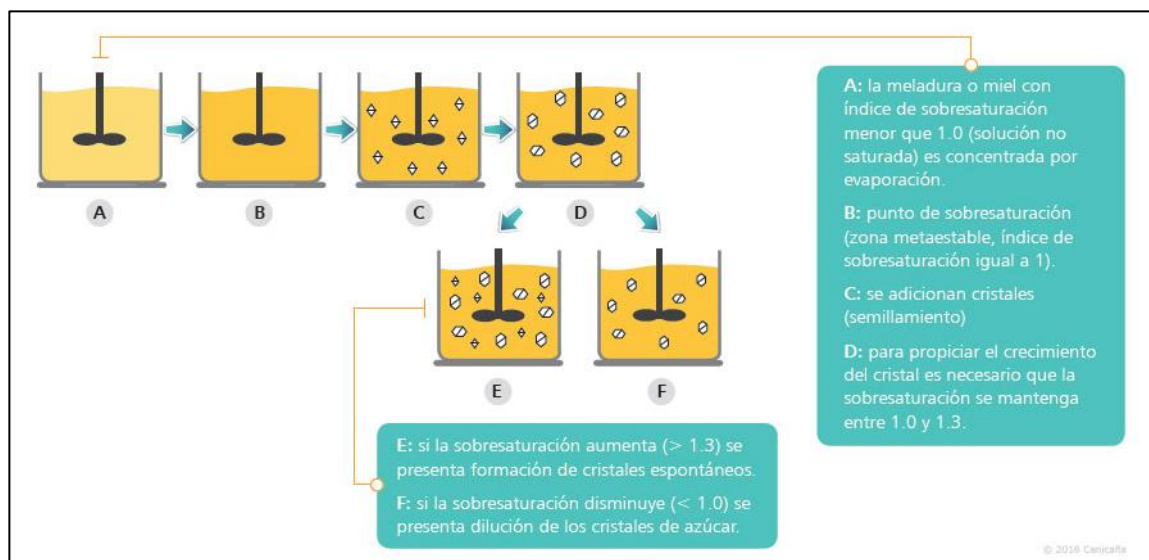 A
B
C
D
E
F
A: la meladura o miel con
índice de sobresaturación
menor que 1.0 (solución no
saturada) es concentrada por
evaporación.
B: punto de sobresaturación
(zona metaestable, índice de
sobresaturación igual a 1).
C: se adicionan cristales
(semillamiento)
D: para propiciar el crecimiento
del cristal es necesario que la
sobresaturación se mantenga
entre 1.0 y 1.3.
E: si la sobresaturación aumenta (> 1.3) se
presenta formación de cristales espontáneos.
F: si la sobresaturación disminuye (< 1.0) se
presenta dilución de los cristales de azúcar.
© 2016 Cenicaña